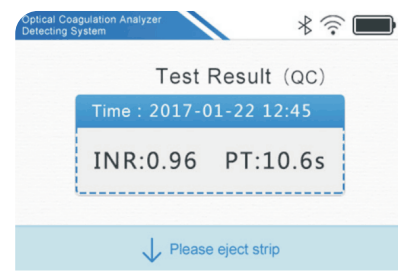 Optical Coagulation Analyzer
Detecting System
Test Result (QC)
Time : 2017-01-22 12:45
INR:0.96 PT:10.6s
Please eject strip